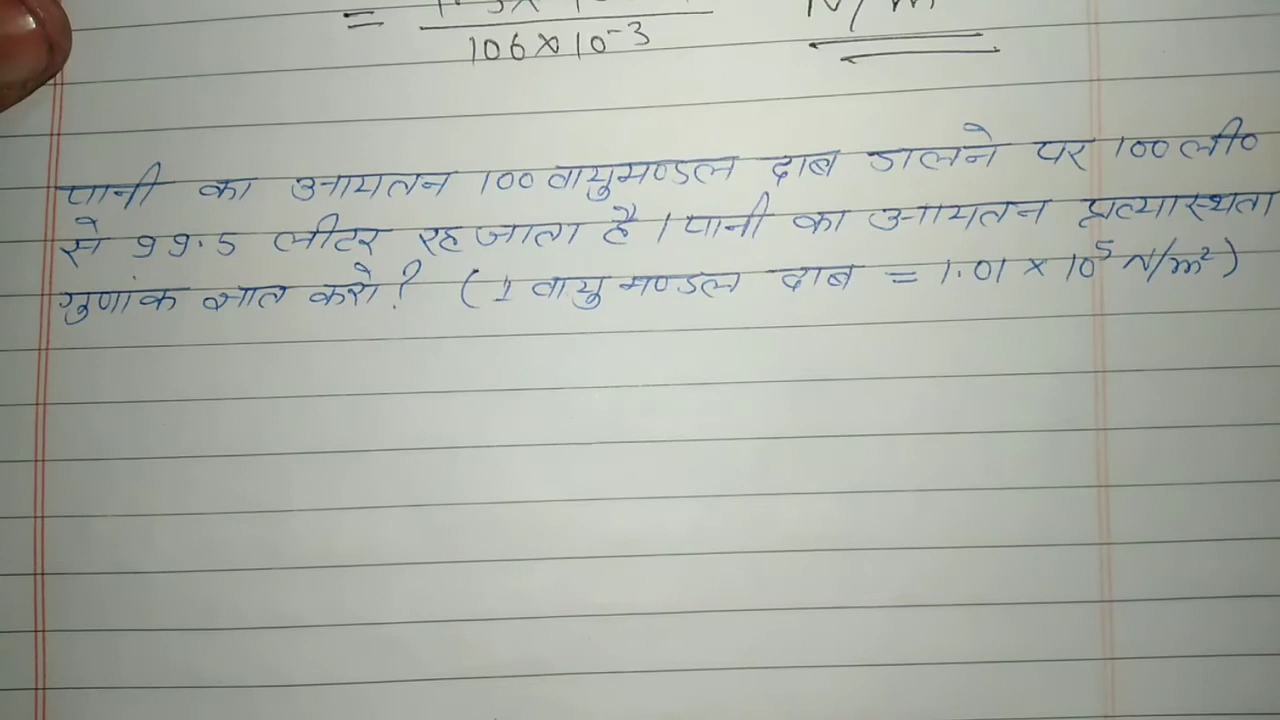 = 106×10⁻³
पानी का आयतन 100 वायुमण्डल दाब डालने पर 100 ली०
से 99.5 लीटर रह जाता है। पानी का आयतन प्रत्यास्थता
गुणांक ज्ञात करो? (1 वायुमण्डल दाब = 1.01 × 10⁵ N/m²)